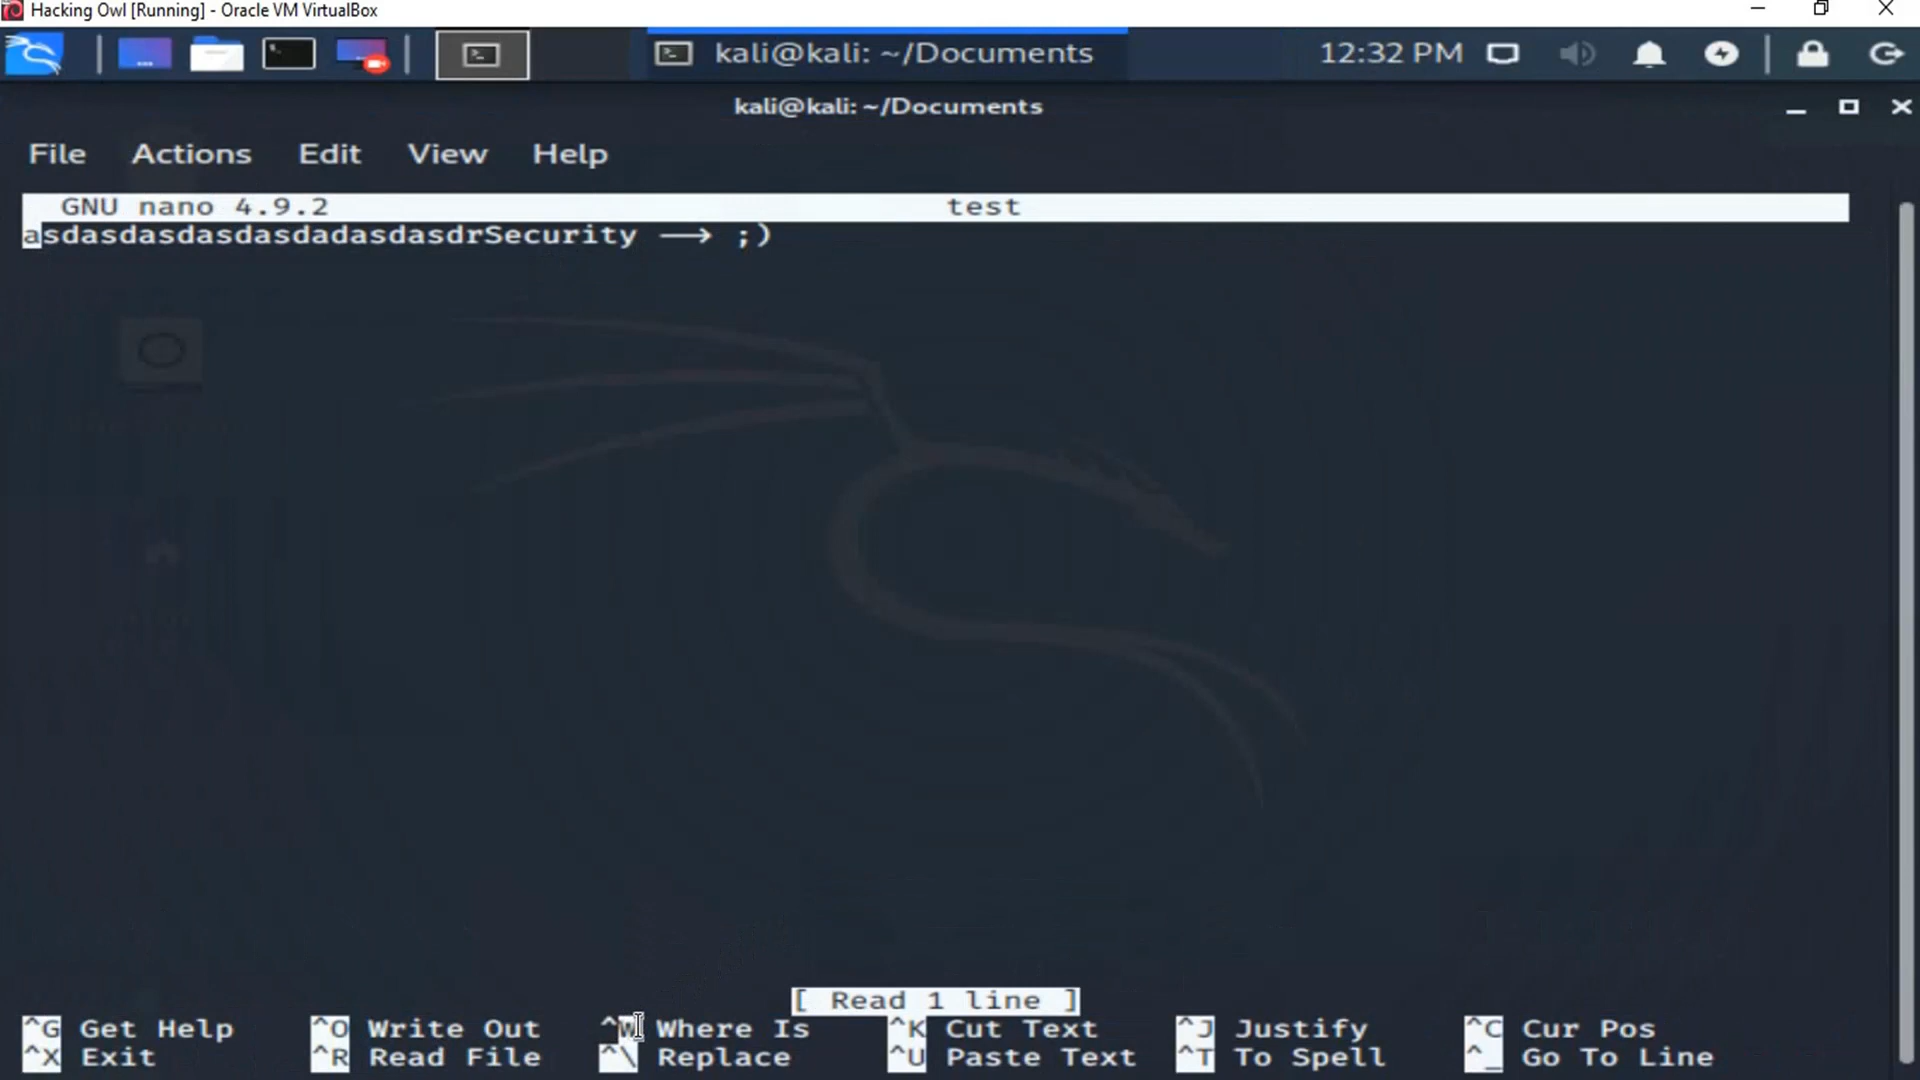 Hacking Owl [Running] - Oracle VM VirtualBox
kali@kali: ~/Documents 12:32 PM
kali@kali: ~/Documents
File Actions Edit View Help
GNU nano 4.9.2 test
asdasdasdasdasdadasdasdrSecurity ⟶ ;)
[ Read 1 line ]
^G Get Help ^O Write Out ^W Where Is ^K Cut Text ^J Justify ^C Cur Pos
^X Exit ^R Read File ^\ Replace ^U Paste Text ^T To Spell ^_ Go To Line